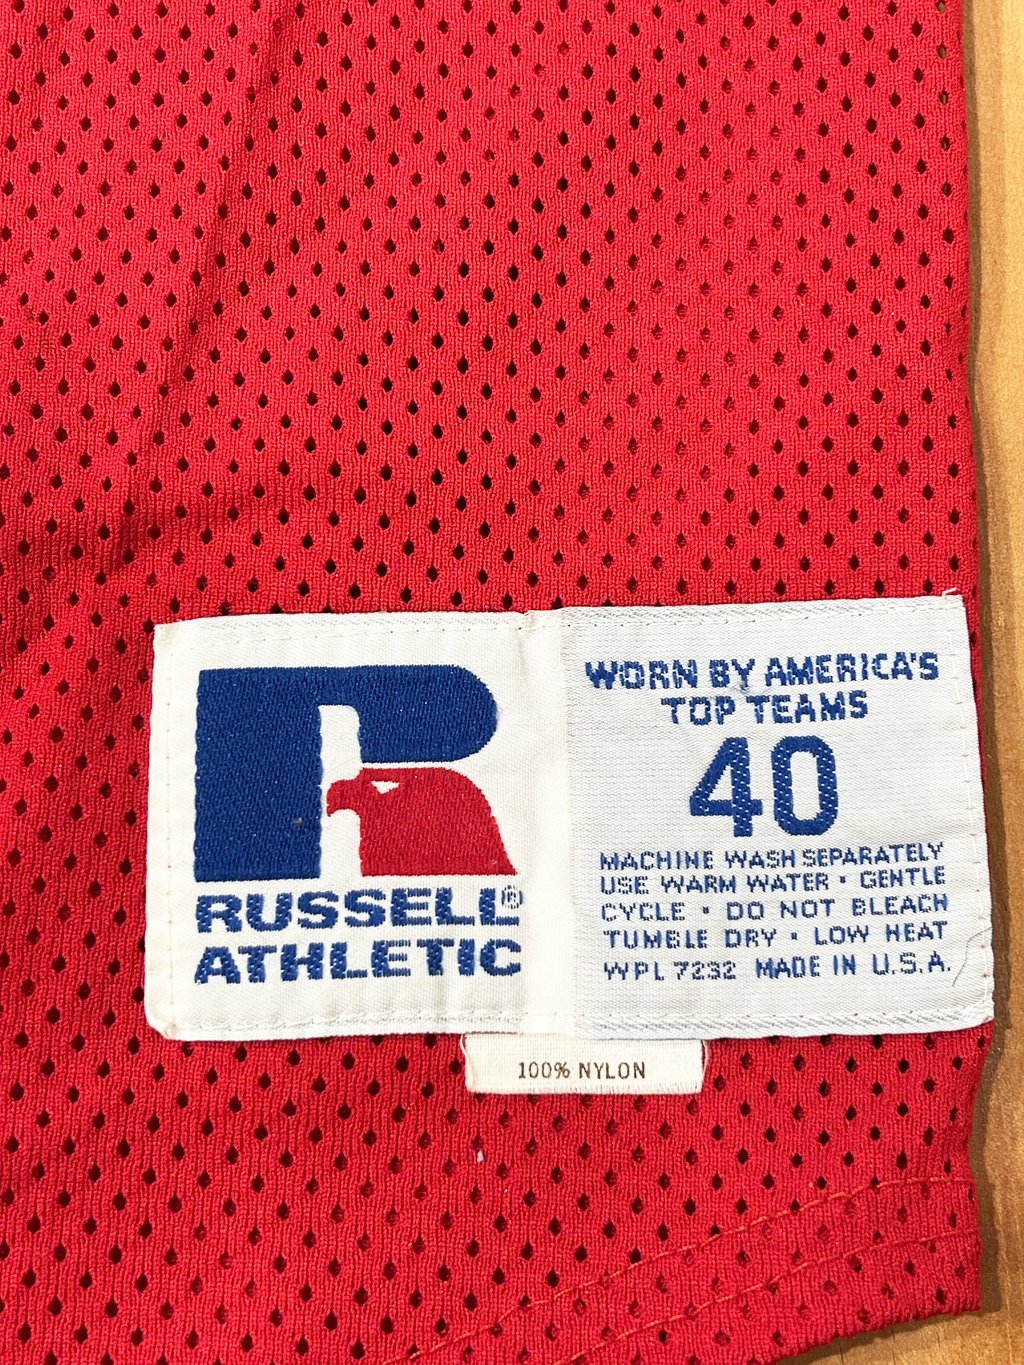 RUSSELL®
ATHLETIC
WORN BY AMERICA'S
TOP TEAMS
40
MACHINE WASH SEPARATELY
USE WARM WATER · GENTLE
CYCLE · DO NOT BLEACH
TUMBLE DRY · LOW HEAT
WPL 7232 MADE IN U.S.A.
100% NYLON